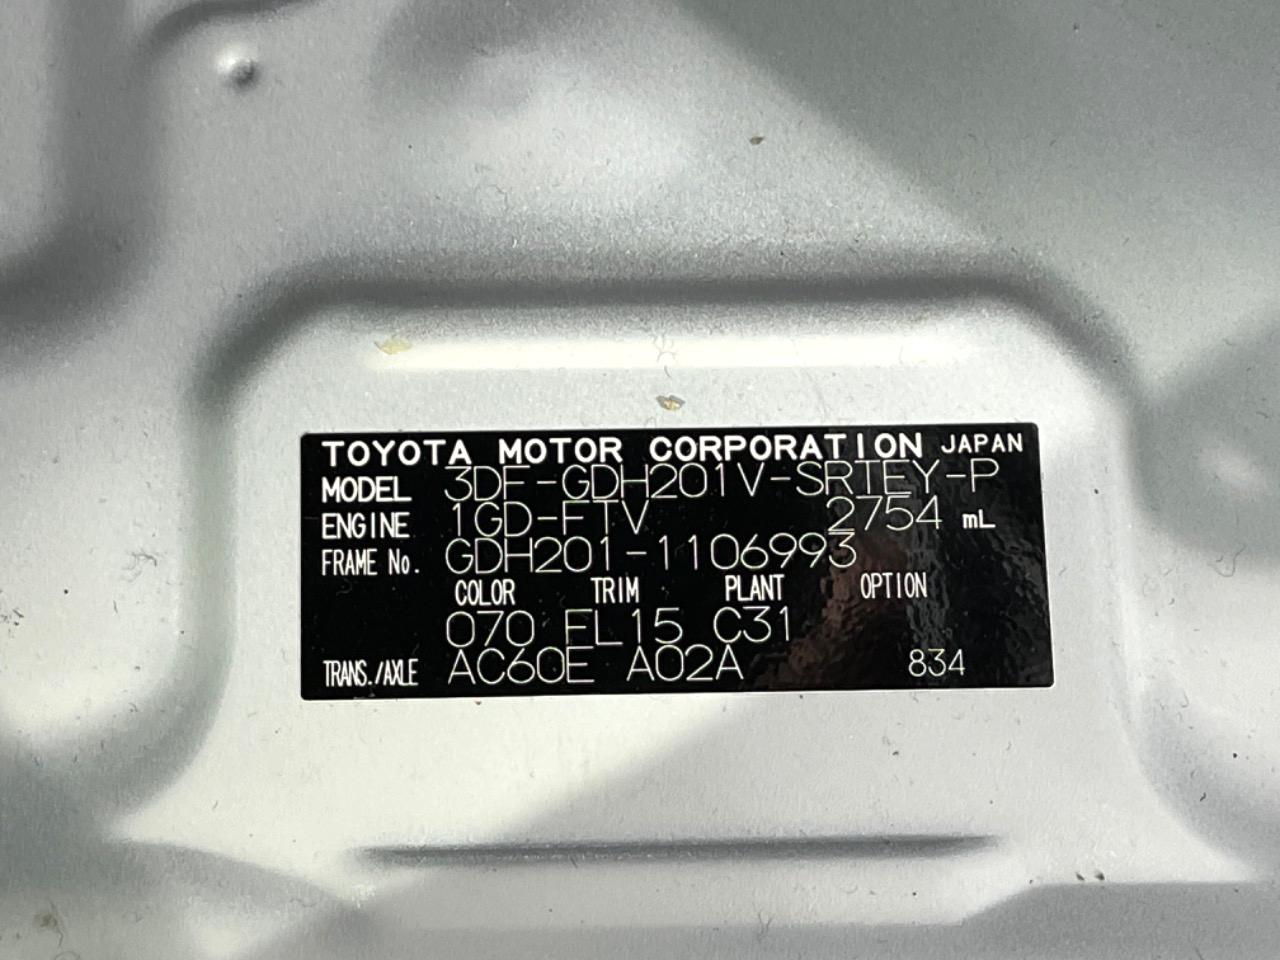 TOYOTA MOTOR CORPORATION JAPAN
MODEL 3DF-GDH201V-SRTEY-P
ENGINE 1GD-FTV 2754 mL
FRAME No. GDH201-1106993
COLOR TRIM PLANT OPTION
070 FL15 C31
TRANS./AXLE AC60E A02A 834